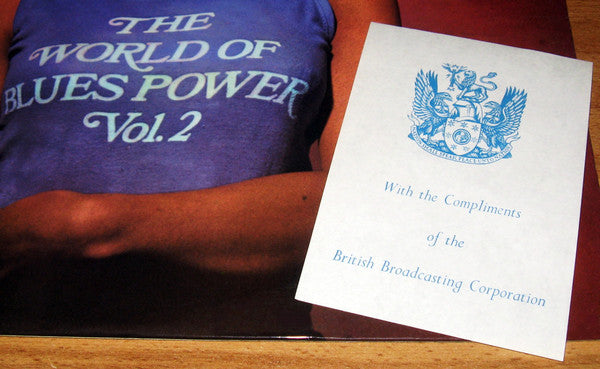 THE
WORLD OF
BLUES POWER
Vol. 2
With the Compliments
of the
British Broadcasting Corporation